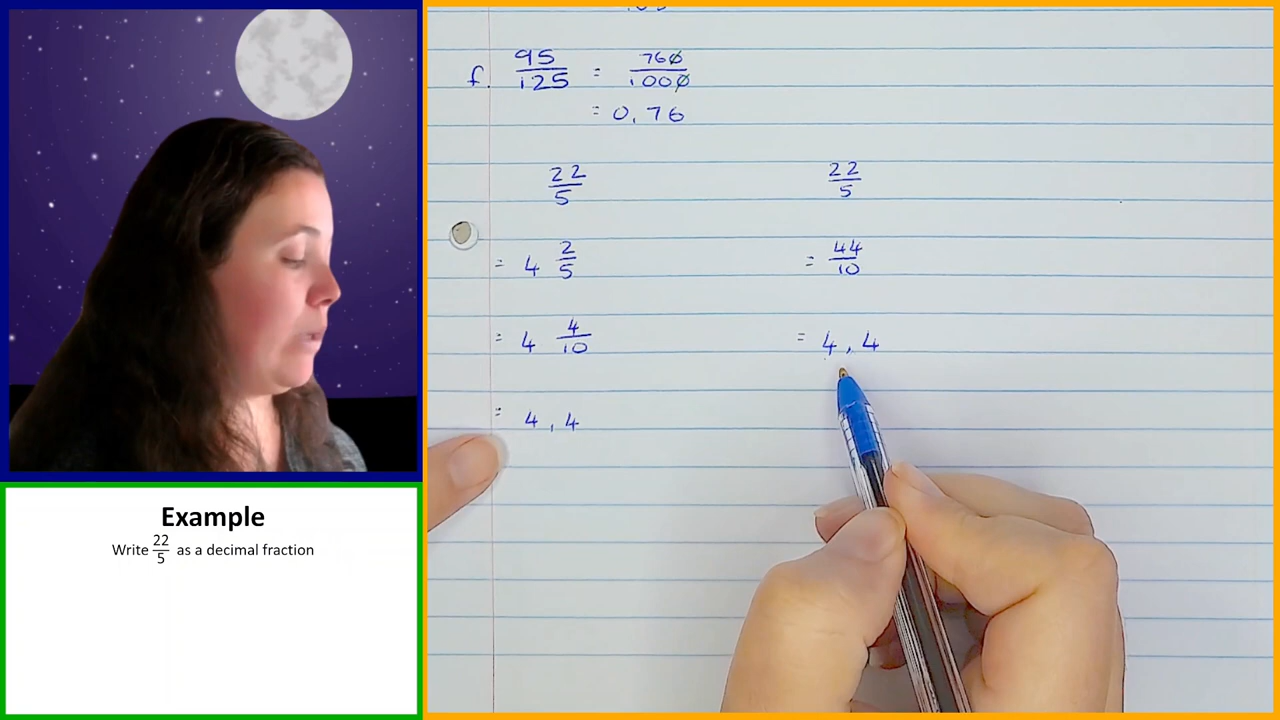 f. 95/125 = 760/1000
= 0,76
22/5
= 4 2/5
= 4 4/10
= 4,4
22/5
= 44/10
= 4,4
Example
Write 22/5 as a decimal fraction